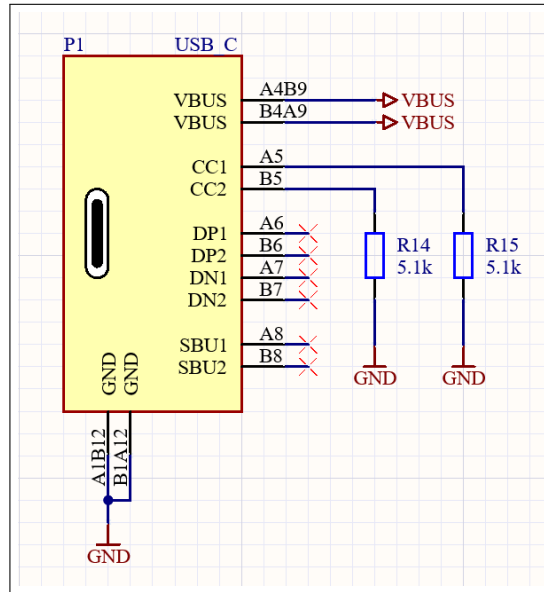 P1 USB C
VBUS A4B9 VBUS
VBUS B4A9 VBUS
CC1 A5
CC2 B5
DP1 A6
DP2 B6
DN1 A7
DN2 B7
R14 R15
5.1k 5.1k
SBU1 A8
SBU2 B8
GND GND
GND GND
A1B12 B1A12
GND